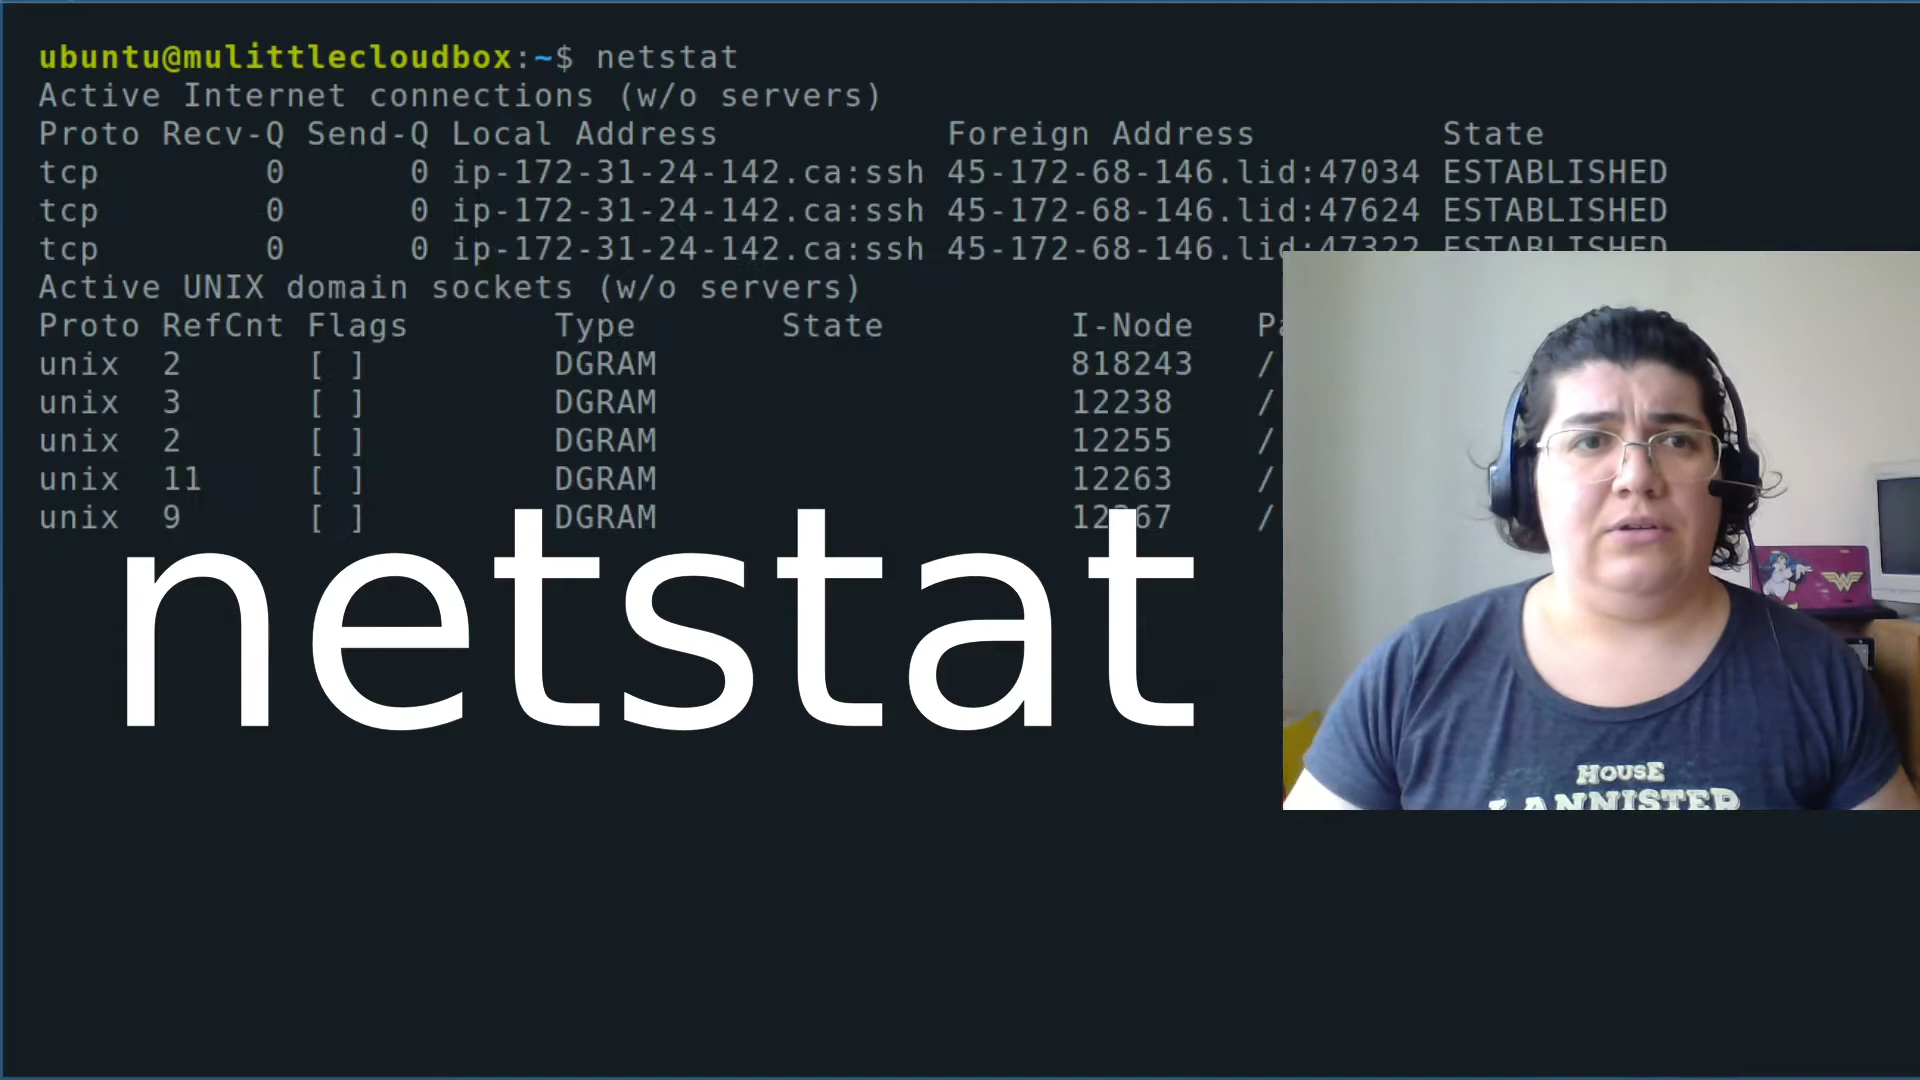 ubuntu@mulittlecloudbox:~$ netstat
Active Internet connections (w/o servers)
Proto Recv-Q Send-Q Local Address Foreign Address State
tcp 0 0 ip-172-31-24-142.ca:ssh 45-172-68-146.lid:47034 ESTABLISHED
tcp 0 0 ip-172-31-24-142.ca:ssh 45-172-68-146.lid:47624 ESTABLISHED
tcp 0 0 ip-172-31-24-142.ca:ssh 45-172-68-146.lid:47322 ESTABLISHED
Active UNIX domain sockets (w/o servers)
Proto RefCnt Flags Type State I-Node
unix 2 [ ] DGRAM 818243 /
unix 3 [ ] DGRAM 12238 /
unix 2 [ ] DGRAM 12255 /
unix 11 [ ] DGRAM 12263 /
unix 9 [ ] DGRAM 12267 /
netstat
HOUSE
LANNISTER